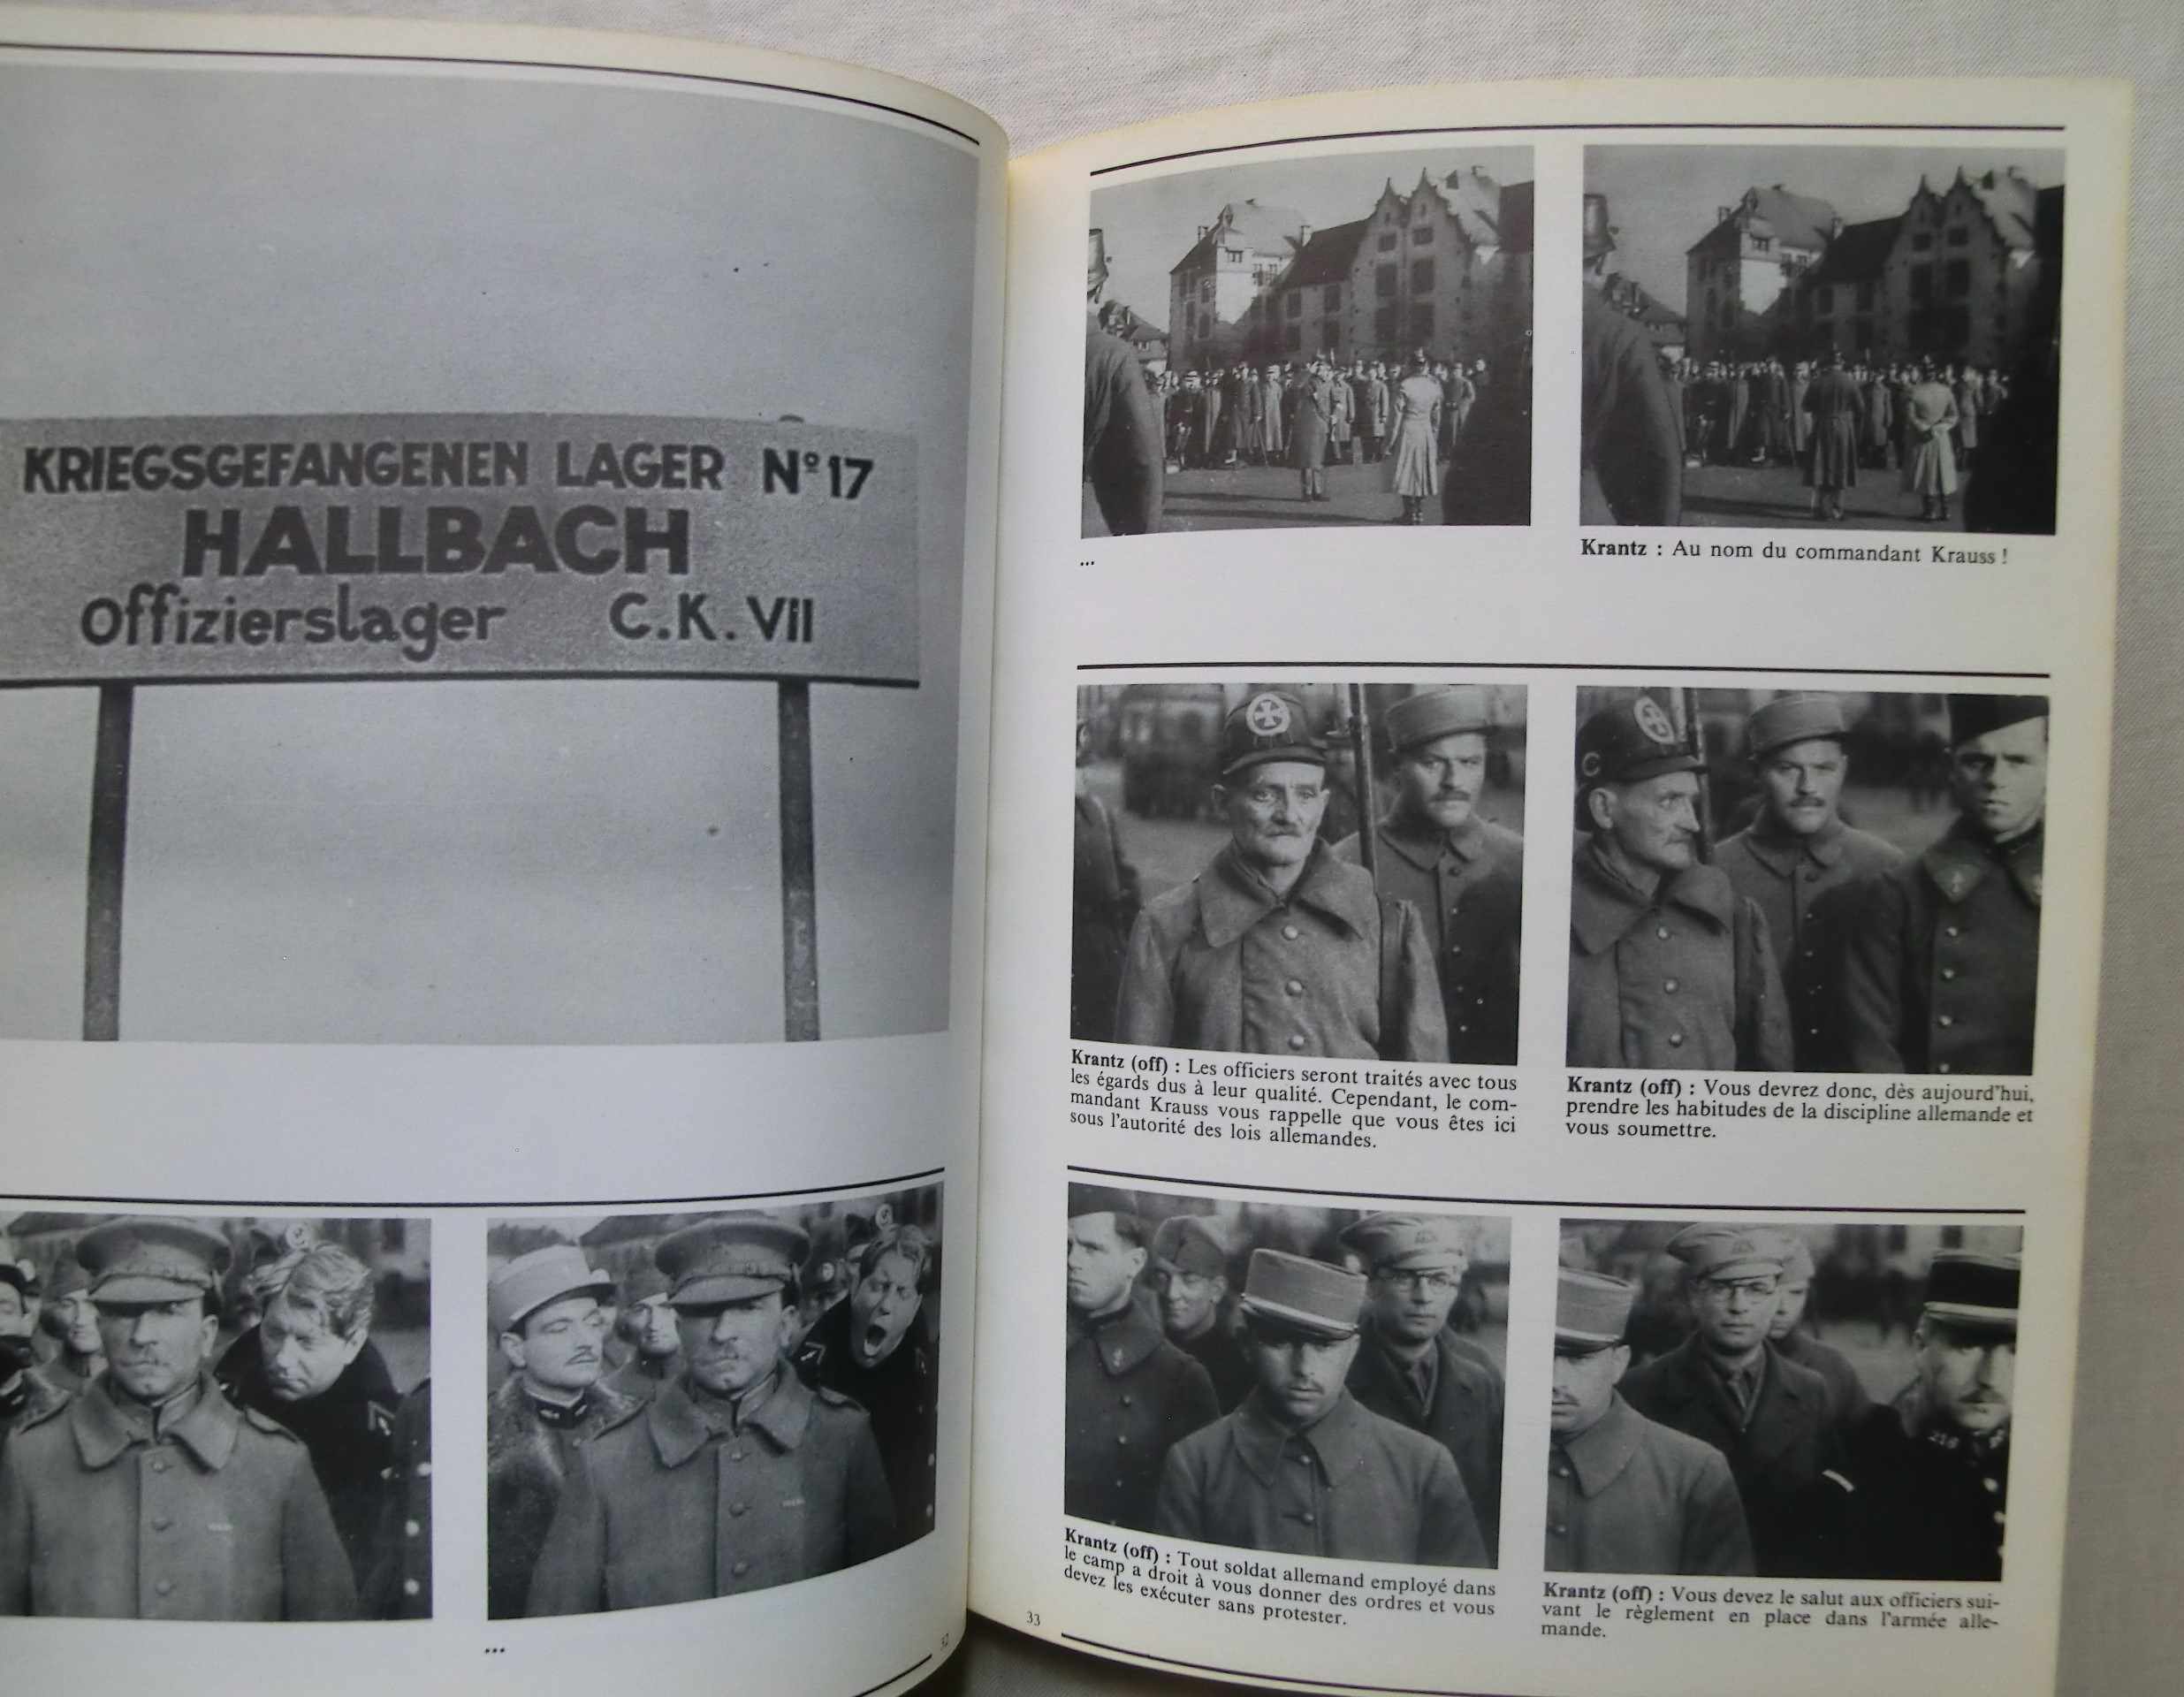 KRIEGSGEFANGENEN LAGER Nº 17
HALLBACH
Offizierslager C.K. VII
...
32
...
Krantz : Au nom du commandant Krauss !
Krantz (off) : Les officiers seront traités avec tous
les égards dus à leur qualité. Cependant, le com-
mandant Krauss vous rappelle que vous êtes ici
sous l'autorité des lois allemandes.
Krantz (off) : Vous devrez donc, dès aujourd'hui,
prendre les habitudes de la discipline allemande et
vous soumettre.
Krantz (off) : Tout soldat allemand employé dans
le camp a droit à vous donner des ordres et vous
devez les exécuter sans protester.
Krantz (off) : Vous devez le salut aux officiers sui-
vant le règlement en place dans l'armée alle-
mande.
33